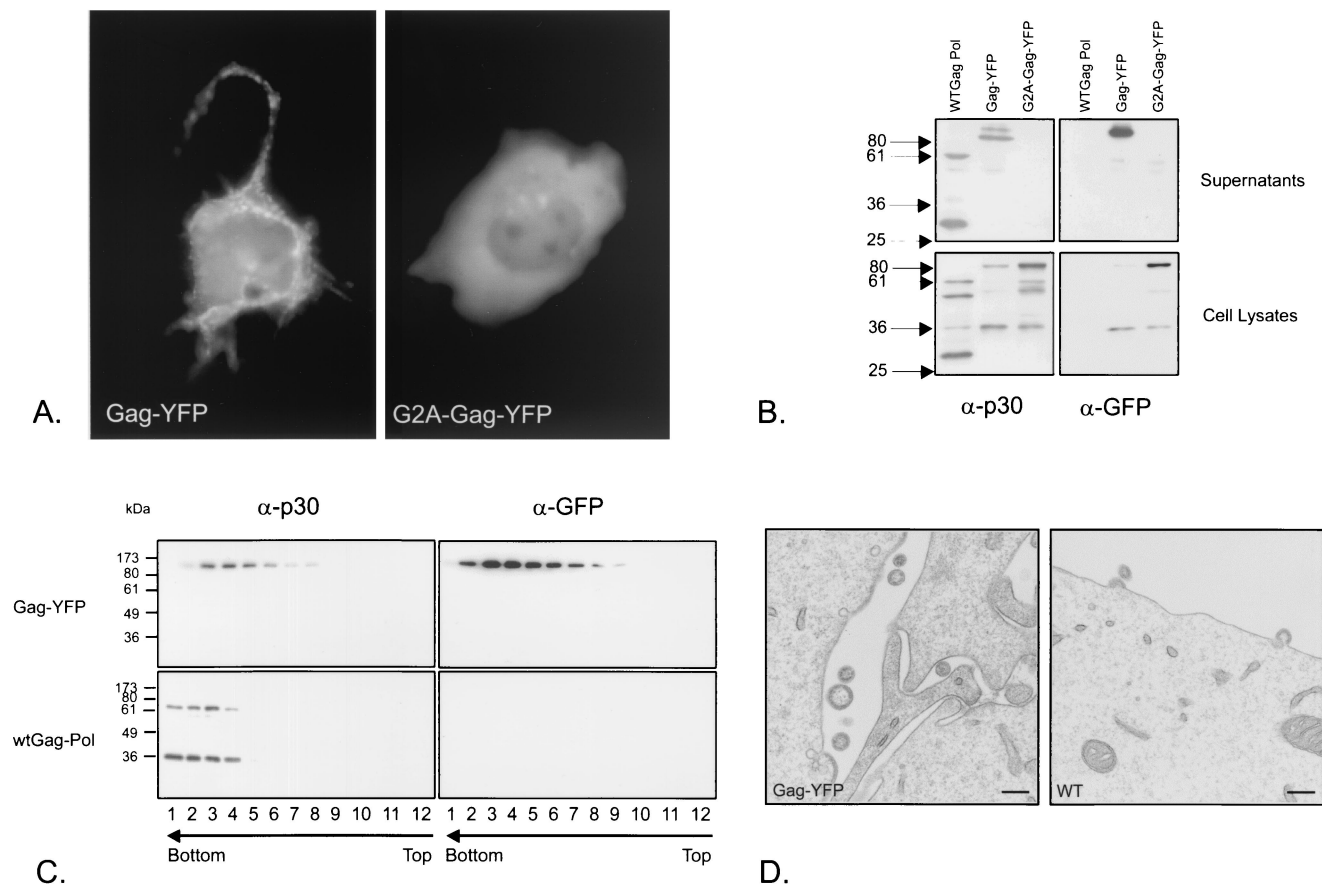 Gag-YFP
G2A-Gag-YFP
A.
WTGag Pol
Gag-YFP
G2A-Gag-YFP
WTGag Pol
Gag-YFP
G2A-Gag-YFP
80
61
36
25
Supernatants
80
61
36
25
Cell Lysates
α-p30
α-GFP
B.
kDa
α-p30
α-GFP
173
80
61
49
36
Gag-YFP
173
80
61
49
36
wtGag-Pol
1 2 3 4 5 6 7 8 9 10 11 12
1 2 3 4 5 6 7 8 9 10 11 12
Bottom Top
Bottom Top
C.
Gag-YFP
WT
D.